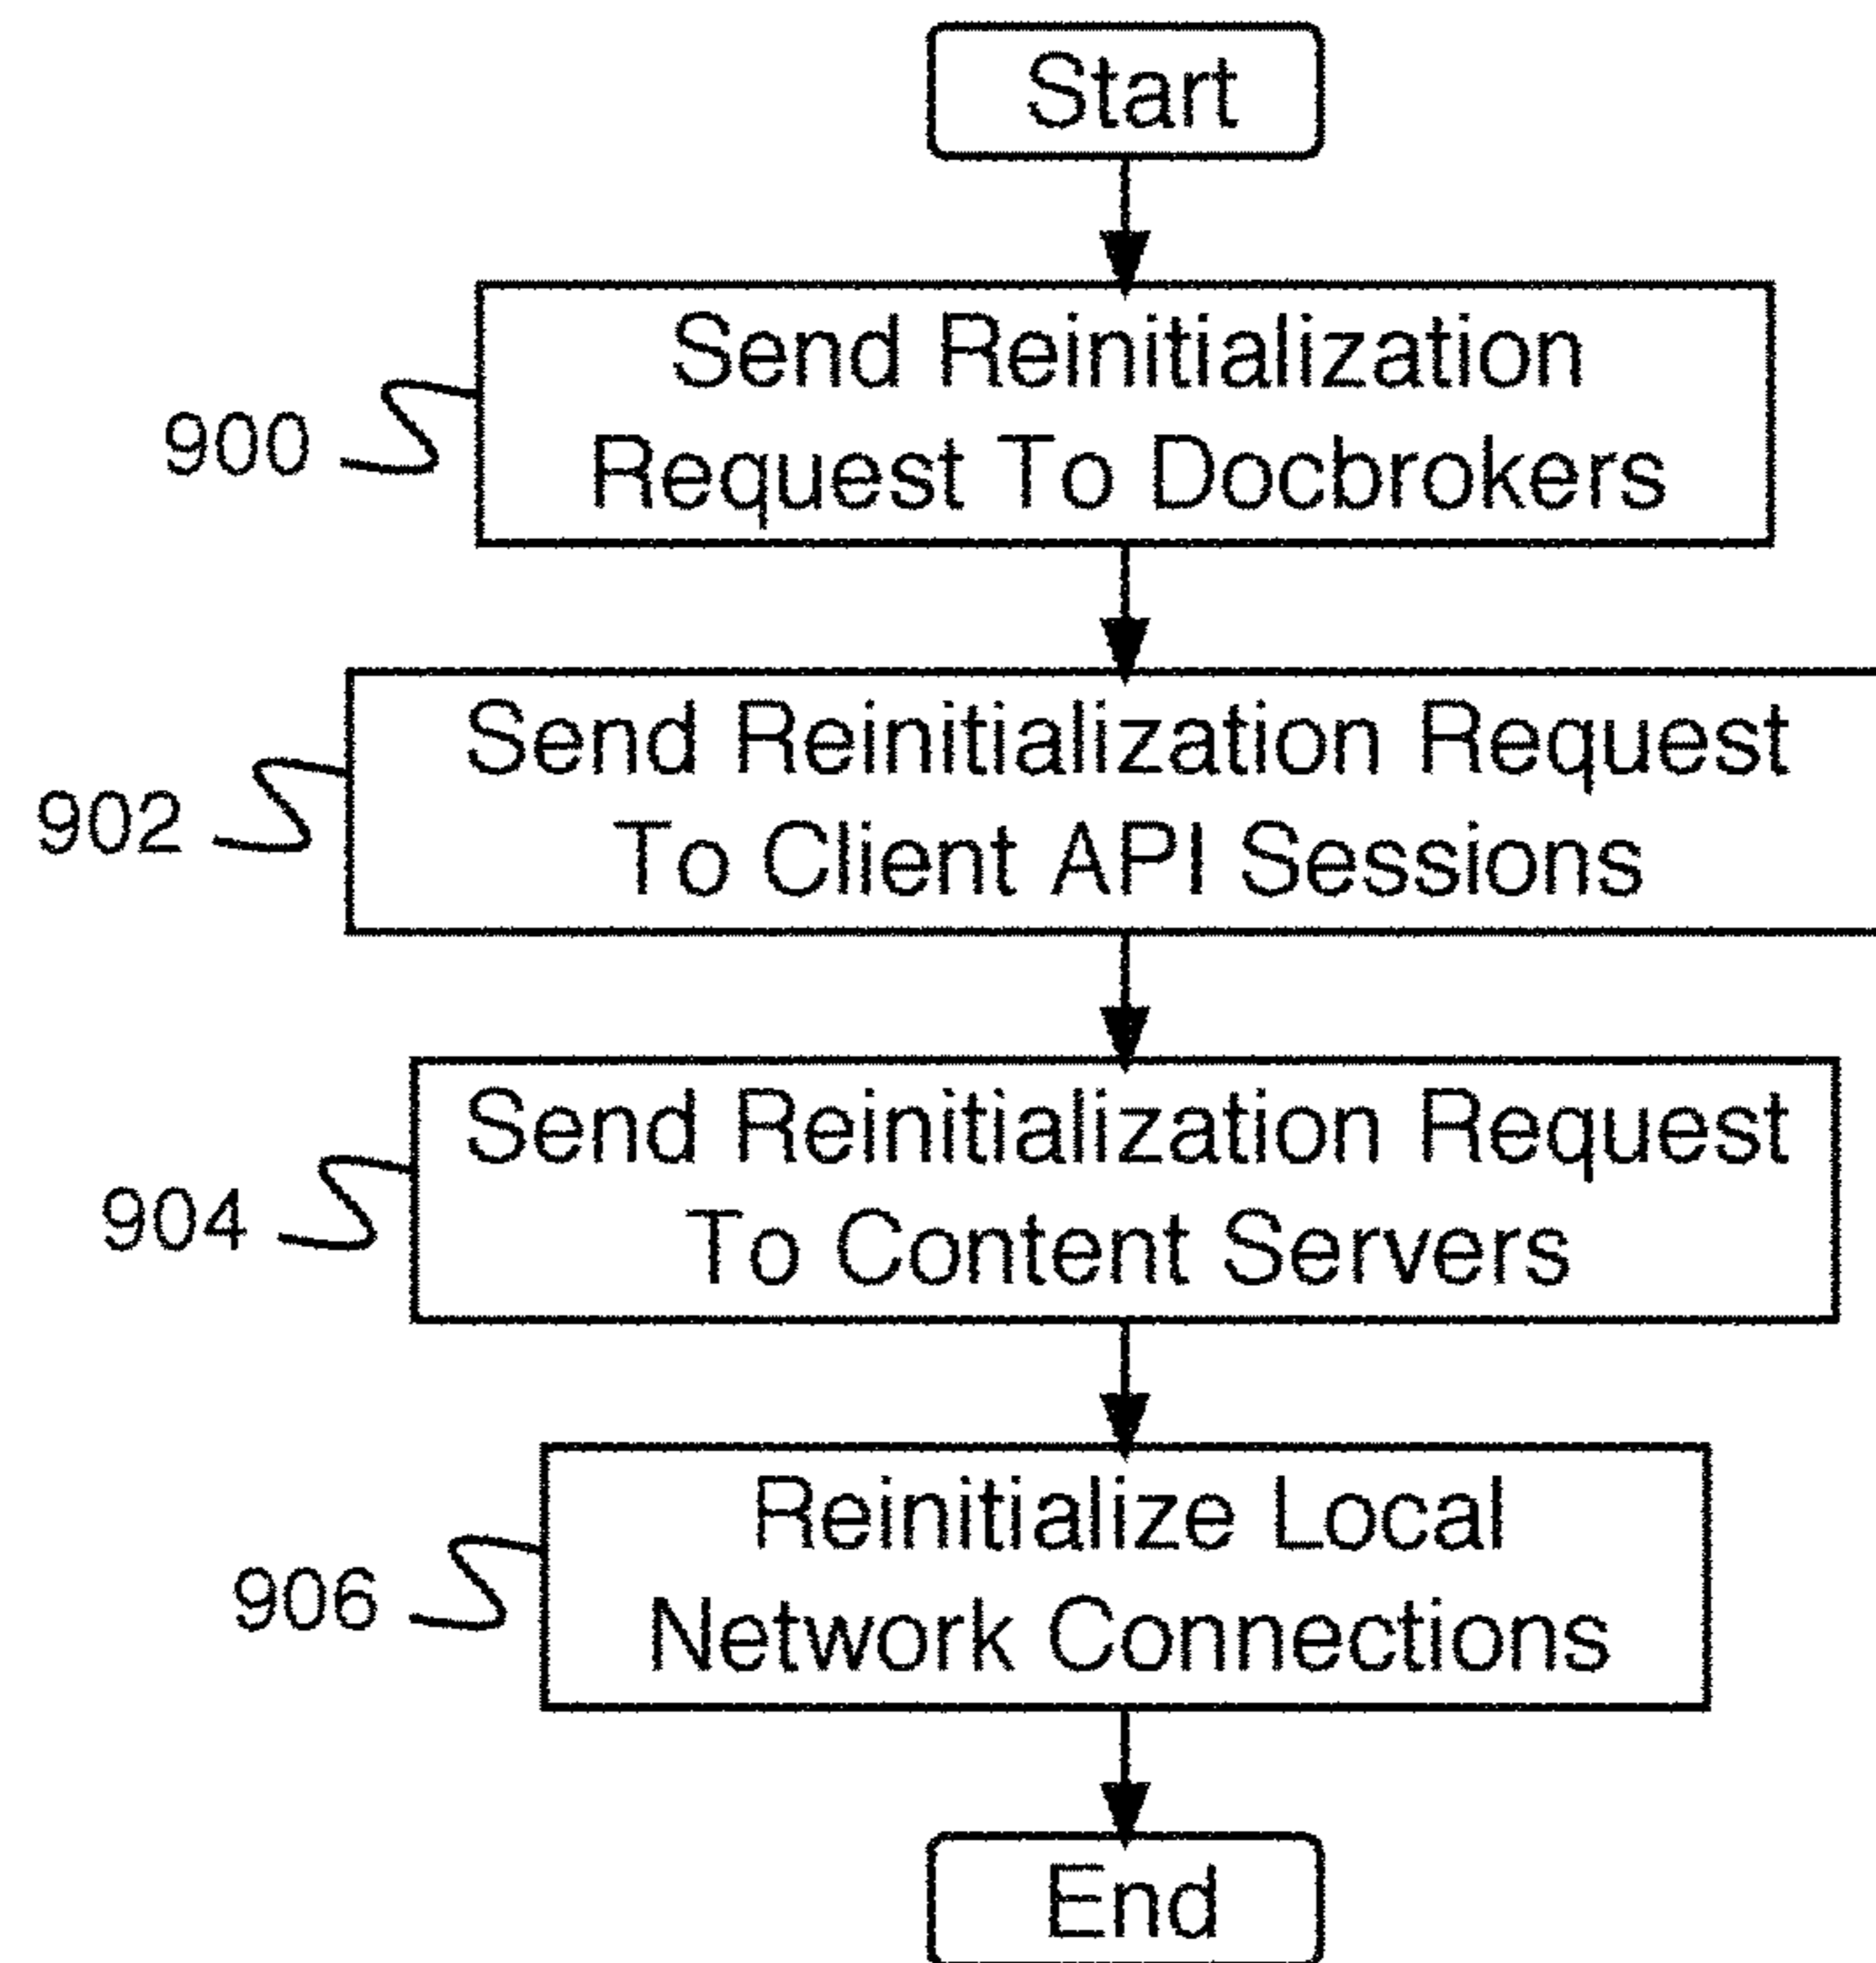 Start
Send Reinitialization
Request To Docbrokers
900
Send Reinitialization Request
To Client API Sessions
902
Send Reinitialization Request
To Content Servers
904
Reinitialize Local
Network Connections
906
End